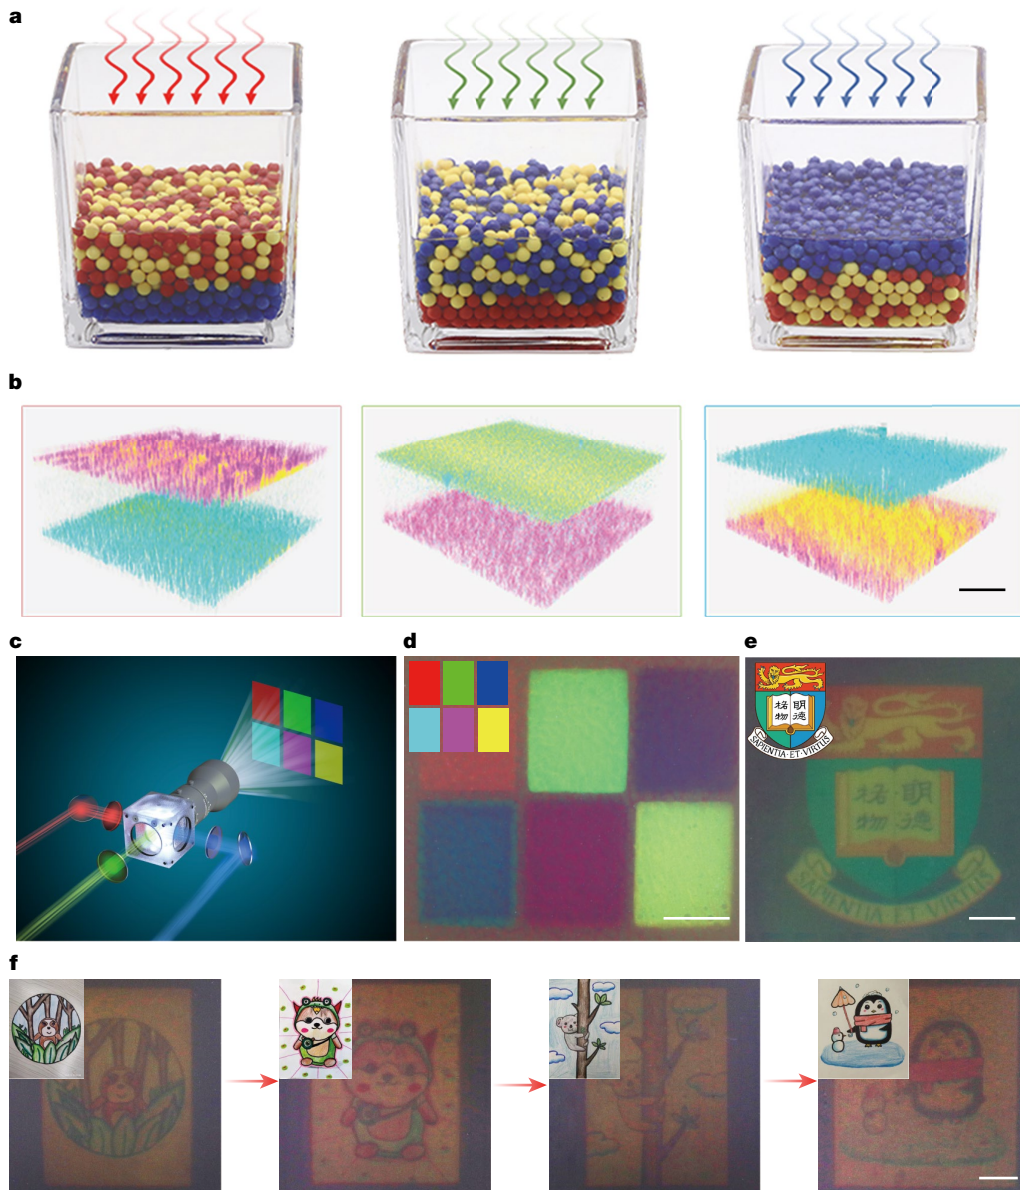 a
b
c
d
e
明德
格物
SAPIENTIA·ET·VIRTUS
明德
格物
SAPIENTIA ET VIRTUS
f